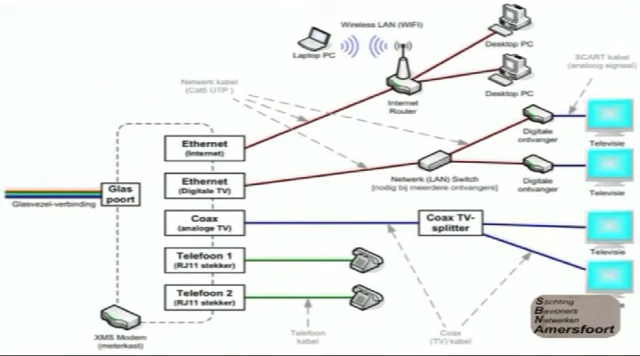 Wireless LAN (WIFI)
Laptop PC
Desktop PC
SCART kabel
(analoog signaal)
Netwerk kabel
(Cat5 UTP )
Desktop PC
Internet
Router
Digitale
ontvanger
Televisie
Ethernet
(Internet)
Ethernet
(Digitale TV)
Netwerk (LAN) Switch
[nodig bij meerdere ontvangers]
Digitale
ontvanger
Televisie
Glas
poort
Glasvezel-verbinding
Coax
(analoge TV)
Coax TV-
splitter
Televisie
Telefoon 1
(RJ11 stekker)
Telefoon 2
(RJ11 stekker)
XMS Modem
(meterkast)
Telefoon
kabel
Coax
(TV) kabel
Stichting
Bewoners
Netwerken
Amersfoort